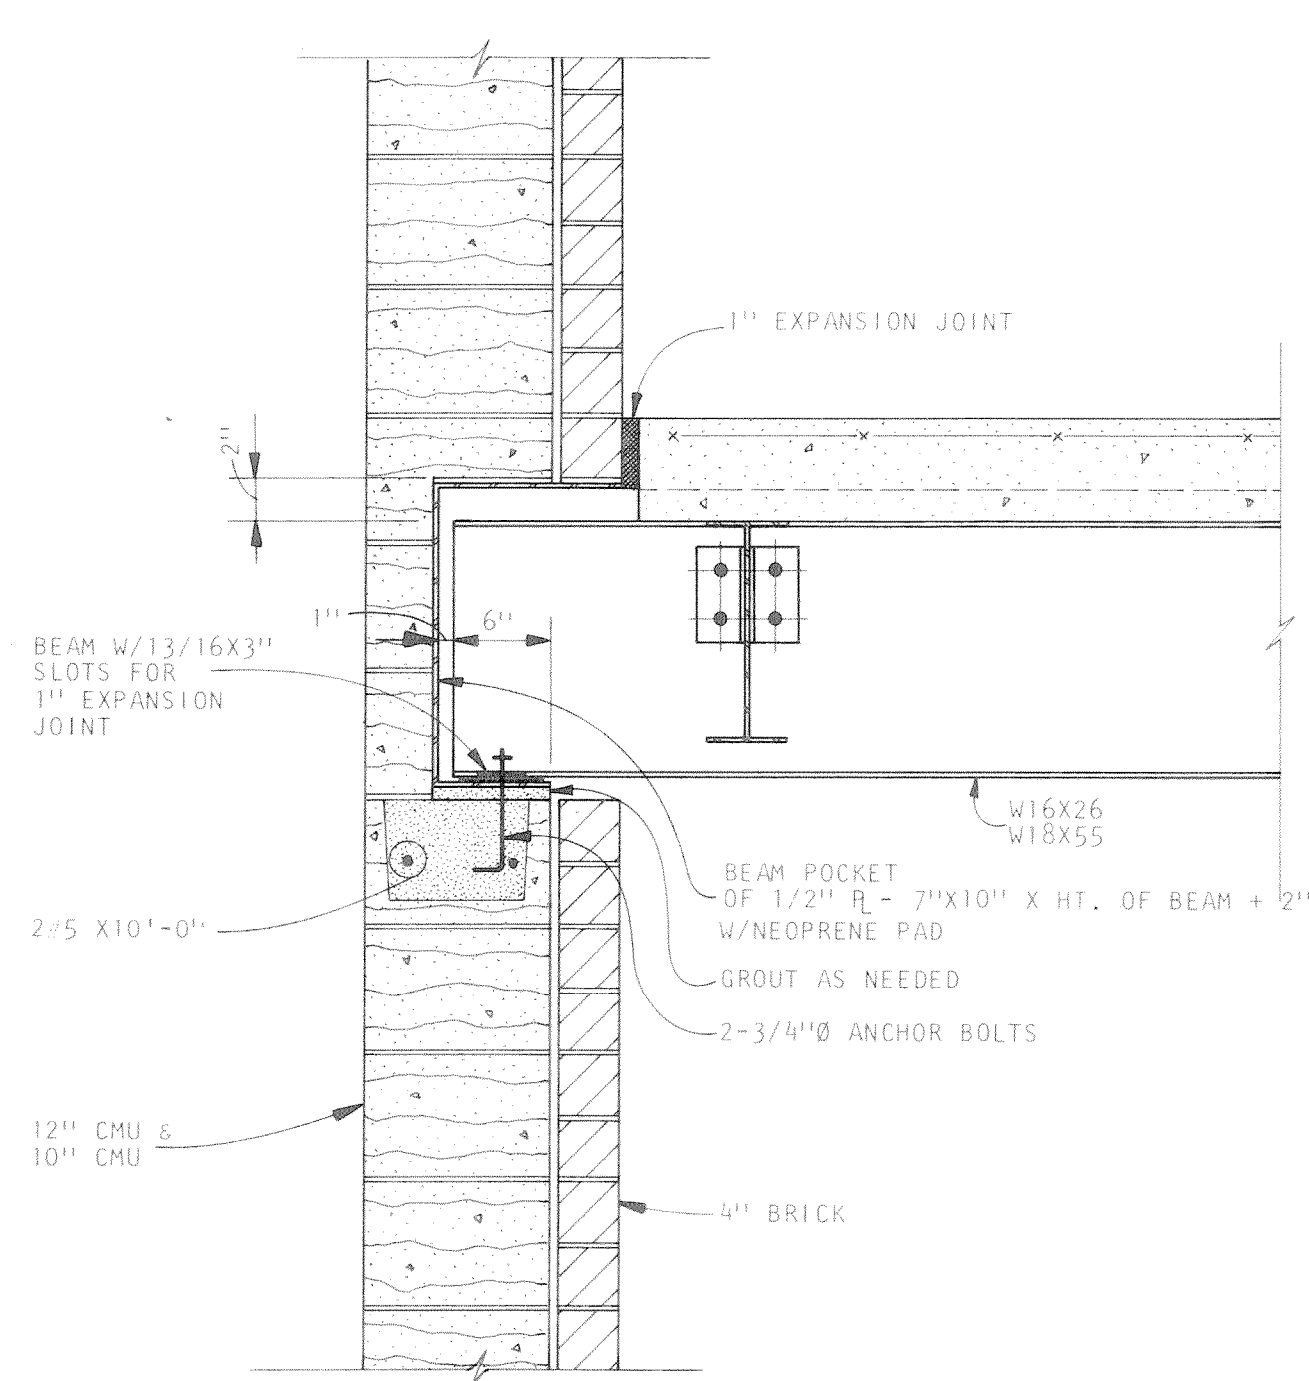 1" EXPANSION JOINT
2"
1"
6"
BEAM W/13/16X3"
SLOTS FOR
1" EXPANSION
JOINT
W16X26
W18X55
BEAM POCKET
OF 1/2" ℞ - 7"X10" X HT. OF BEAM + 2"
W/NEOPRENE PAD
2#5 X10'-0"
GROUT AS NEEDED
2-3/4"Ø ANCHOR BOLTS
12" CMU &
10" CMU
4" BRICK